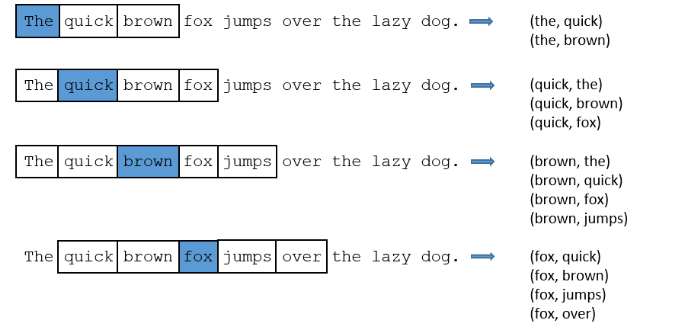 The quick brown fox jumps over the lazy dog.
(the, quick)
(the, brown)
The quick brown fox jumps over the lazy dog.
(quick, the)
(quick, brown)
(quick, fox)
The quick brown fox jumps over the lazy dog.
(brown, the)
(brown, quick)
(brown, fox)
(brown, jumps)
The quick brown fox jumps over the lazy dog.
(fox, quick)
(fox, brown)
(fox, jumps)
(fox, over)